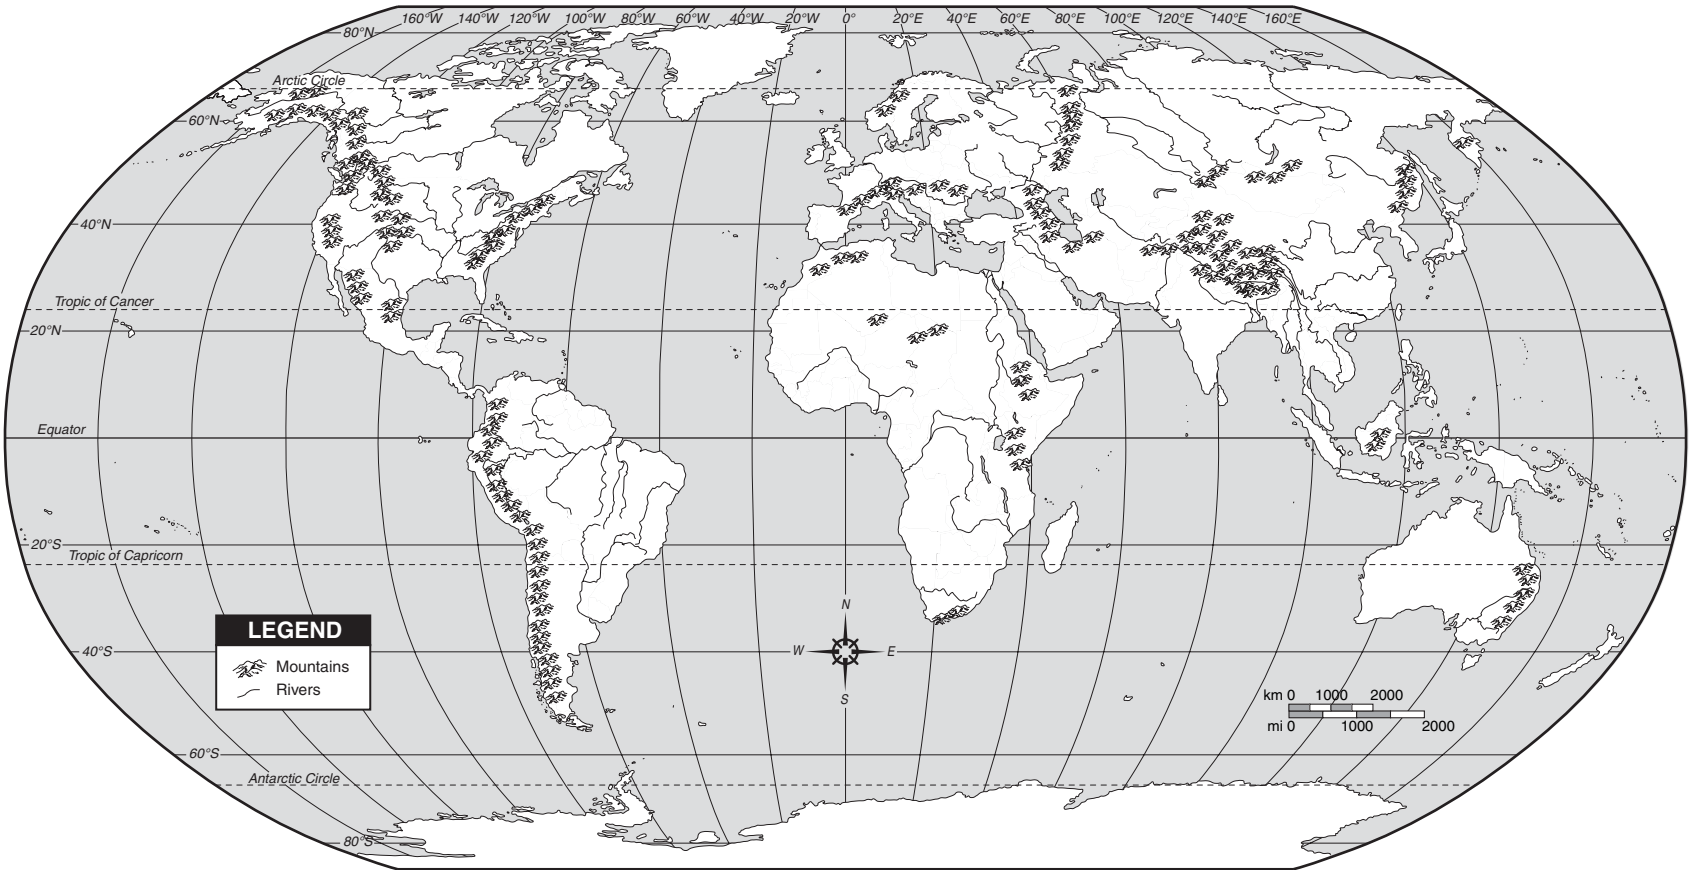 160°W 140°W 120°W 100°W 80°W 60°W 40°W 20°W 0° 20°E 40°E 60°E 80°E 100°E 120°E 140°E 160°E
80°N
Arctic Circle
60°N
40°N
Tropic of Cancer
20°N
Equator
20°S
Tropic of Capricorn
N
W E
S
LEGEND
Mountains
Rivers
40°S
km 0 1000 2000
mi 0 1000 2000
60°S
Antarctic Circle
80°S